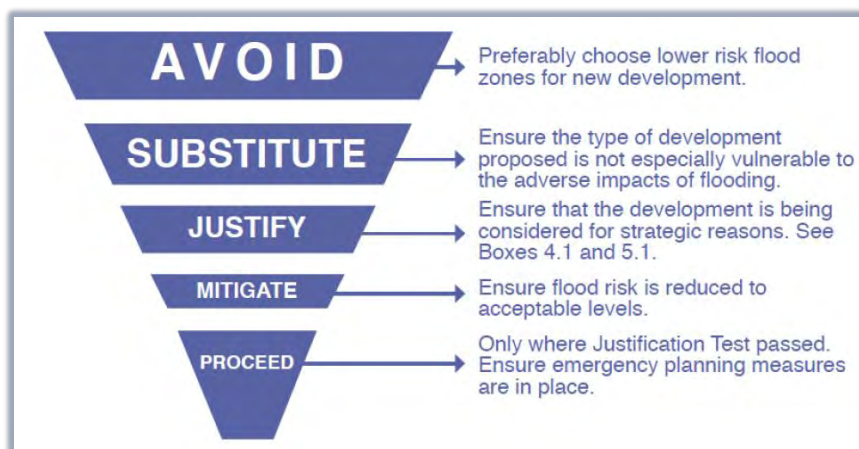 AVOID
Preferably choose lower risk flood
zones for new development.
SUBSTITUTE
Ensure the type of development
proposed is not especially vulnerable to
the adverse impacts of flooding.
JUSTIFY
Ensure that the development is being
considered for strategic reasons. See
Boxes 4.1 and 5.1.
MITIGATE
Ensure flood risk is reduced to
acceptable levels.
PROCEED
Only where Justification Test passed.
Ensure emergency planning measures
are in place.